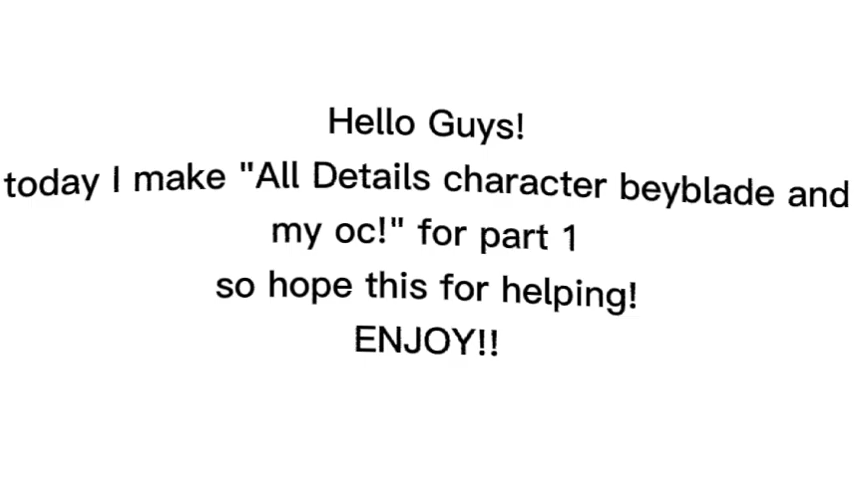 Hello Guys!
today I make "All Details character beyblade and
my oc!" for part 1
so hope this for helping!
ENJOY!!